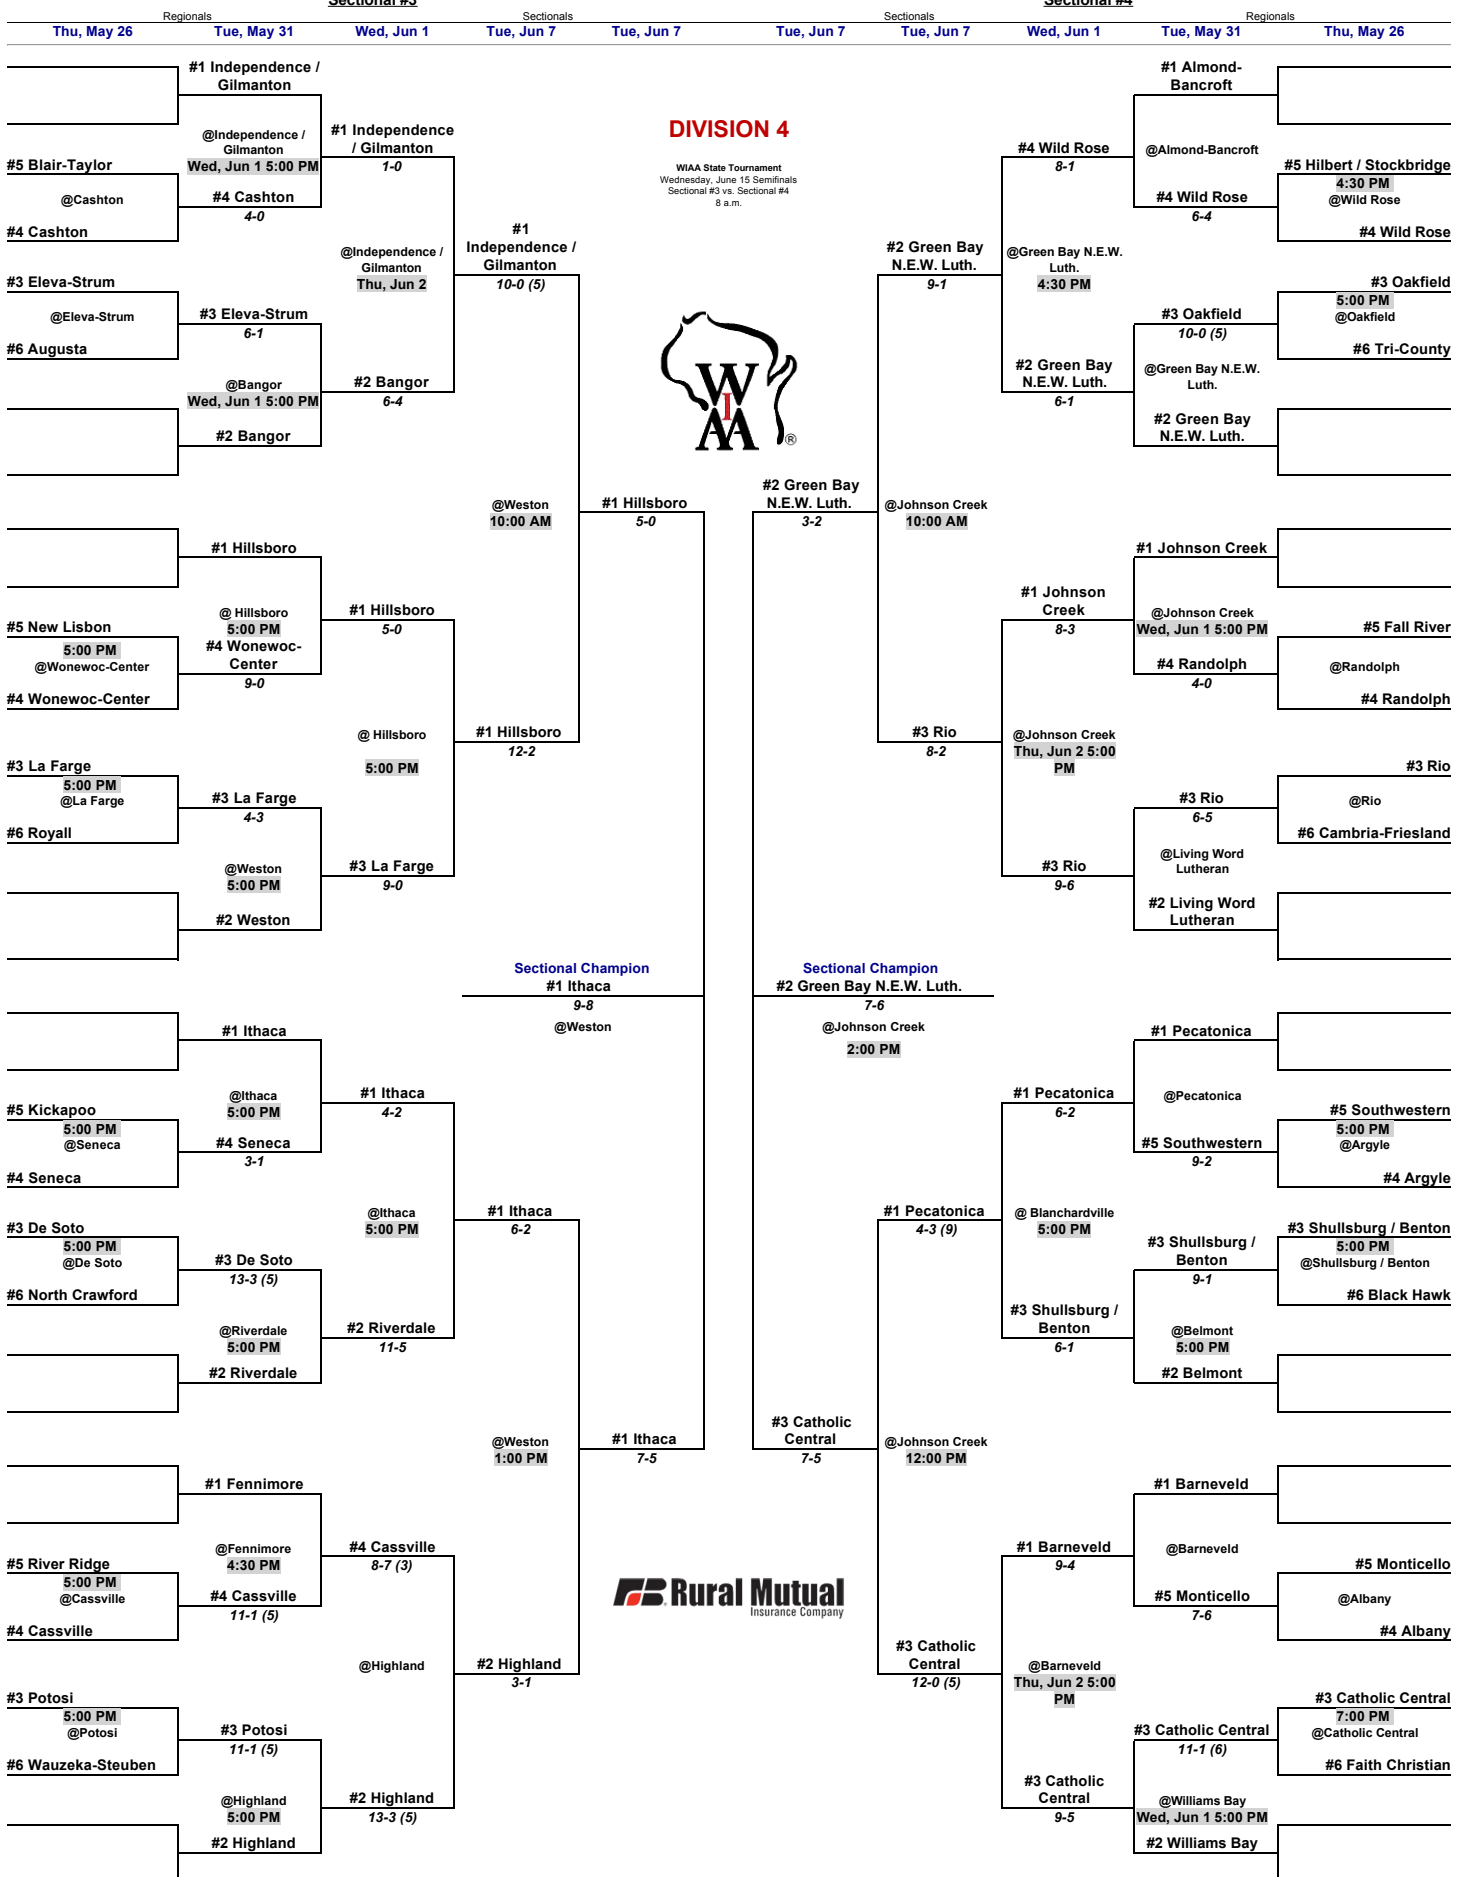 Sectional #3
Sectional #4
Regionals
Sectionals
Sectionals
Regionals
Thu, May 26
Tue, May 31
Wed, Jun 1
Tue, Jun 7
Tue, Jun 7
Tue, Jun 7
Tue, Jun 7
Wed, Jun 1
Tue, May 31
Thu, May 26
DIVISION 4
WIAA State Tournament
Wednesday, June 15 Semifinals
Sectional #3 vs. Sectional #4
8 a.m.
WIAA
®
#5 Blair-Taylor
@Cashton
#4 Cashton
#3 Eleva-Strum
@Eleva-Strum
#6 Augusta
#5 New Lisbon
5:00 PM
@Wonewoc-Center
#4 Wonewoc-Center
#3 La Farge
5:00 PM
@La Farge
#6 Royall
#5 Kickapoo
5:00 PM
@Seneca
#4 Seneca
#3 De Soto
5:00 PM
@De Soto
#6 North Crawford
#5 River Ridge
5:00 PM
@Cassville
#4 Cassville
#3 Potosi
5:00 PM
@Potosi
#6 Wauzeka-Steuben
#1 Independence /
Gilmanton
@Independence /
Gilmanton
Wed, Jun 1 5:00 PM
#4 Cashton
4-0
#3 Eleva-Strum
6-1
@Bangor
Wed, Jun 1 5:00 PM
#2 Bangor
#1 Hillsboro
@ Hillsboro
5:00 PM
#4 Wonewoc-
Center
9-0
#3 La Farge
4-3
@Weston
5:00 PM
#2 Weston
#1 Ithaca
@Ithaca
5:00 PM
#4 Seneca
3-1
#3 De Soto
13-3 (5)
@Riverdale
5:00 PM
#2 Riverdale
#1 Fennimore
@Fennimore
4:30 PM
#4 Cassville
11-1 (5)
#3 Potosi
11-1 (5)
@Highland
5:00 PM
#2 Highland
#1 Independence
/ Gilmanton
1-0
@Independence /
Gilmanton
Thu, Jun 2
#2 Bangor
6-4
#1 Hillsboro
5-0
@ Hillsboro
5:00 PM
#3 La Farge
9-0
#1 Ithaca
4-2
@Ithaca
5:00 PM
#2 Riverdale
11-5
#4 Cassville
8-7 (3)
@Highland
#2 Highland
13-3 (5)
#1
Independence /
Gilmanton
10-0 (5)
@Weston
10:00 AM
#1 Hillsboro
12-2
#1 Ithaca
6-2
@Weston
1:00 PM
#2 Highland
3-1
#1 Hillsboro
5-0
Sectional Champion
#1 Ithaca
9-8
@Weston
#1 Ithaca
7-5
Rural Mutual
Insurance Company
#2 Green Bay
N.E.W. Luth.
3-2
Sectional Champion
#2 Green Bay N.E.W. Luth.
7-6
@Johnson Creek
2:00 PM
#3 Catholic
Central
7-5
#2 Green Bay
N.E.W. Luth.
9-1
@Johnson Creek
10:00 AM
#3 Rio
8-2
#1 Pecatonica
4-3 (9)
@Johnson Creek
12:00 PM
#3 Catholic
Central
12-0 (5)
#4 Wild Rose
8-1
@Green Bay N.E.W.
Luth.
4:30 PM
#2 Green Bay
N.E.W. Luth.
6-1
#1 Johnson
Creek
8-3
@Johnson Creek
Thu, Jun 2 5:00
PM
#3 Rio
9-6
#1 Pecatonica
6-2
@ Blanchardville
5:00 PM
#3 Shullsburg /
Benton
6-1
#1 Barneveld
9-4
@Barneveld
Thu, Jun 2 5:00
PM
#3 Catholic
Central
9-5
#1 Almond-
Bancroft
@Almond-Bancroft
#4 Wild Rose
6-4
#3 Oakfield
10-0 (5)
@Green Bay N.E.W.
Luth.
#2 Green Bay
N.E.W. Luth.
#1 Johnson Creek
@Johnson Creek
Wed, Jun 1 5:00 PM
#4 Randolph
4-0
#3 Rio
6-5
@Living Word
Lutheran
#2 Living Word
Lutheran
#1 Pecatonica
@Pecatonica
#5 Southwestern
9-2
#3 Shullsburg /
Benton
9-1
@Belmont
5:00 PM
#2 Belmont
#1 Barneveld
@Barneveld
#5 Monticello
7-6
#3 Catholic Central
11-1 (6)
@Williams Bay
Wed, Jun 1 5:00 PM
#2 Williams Bay
#5 Hilbert / Stockbridge
4:30 PM
@Wild Rose
#4 Wild Rose
#3 Oakfield
5:00 PM
@Oakfield
#6 Tri-County
#5 Fall River
@Randolph
#4 Randolph
#3 Rio
@Rio
#6 Cambria-Friesland
#5 Southwestern
5:00 PM
@Argyle
#4 Argyle
#3 Shullsburg / Benton
5:00 PM
@Shullsburg / Benton
#6 Black Hawk
#5 Monticello
@Albany
#4 Albany
#3 Catholic Central
7:00 PM
@Catholic Central
#6 Faith Christian